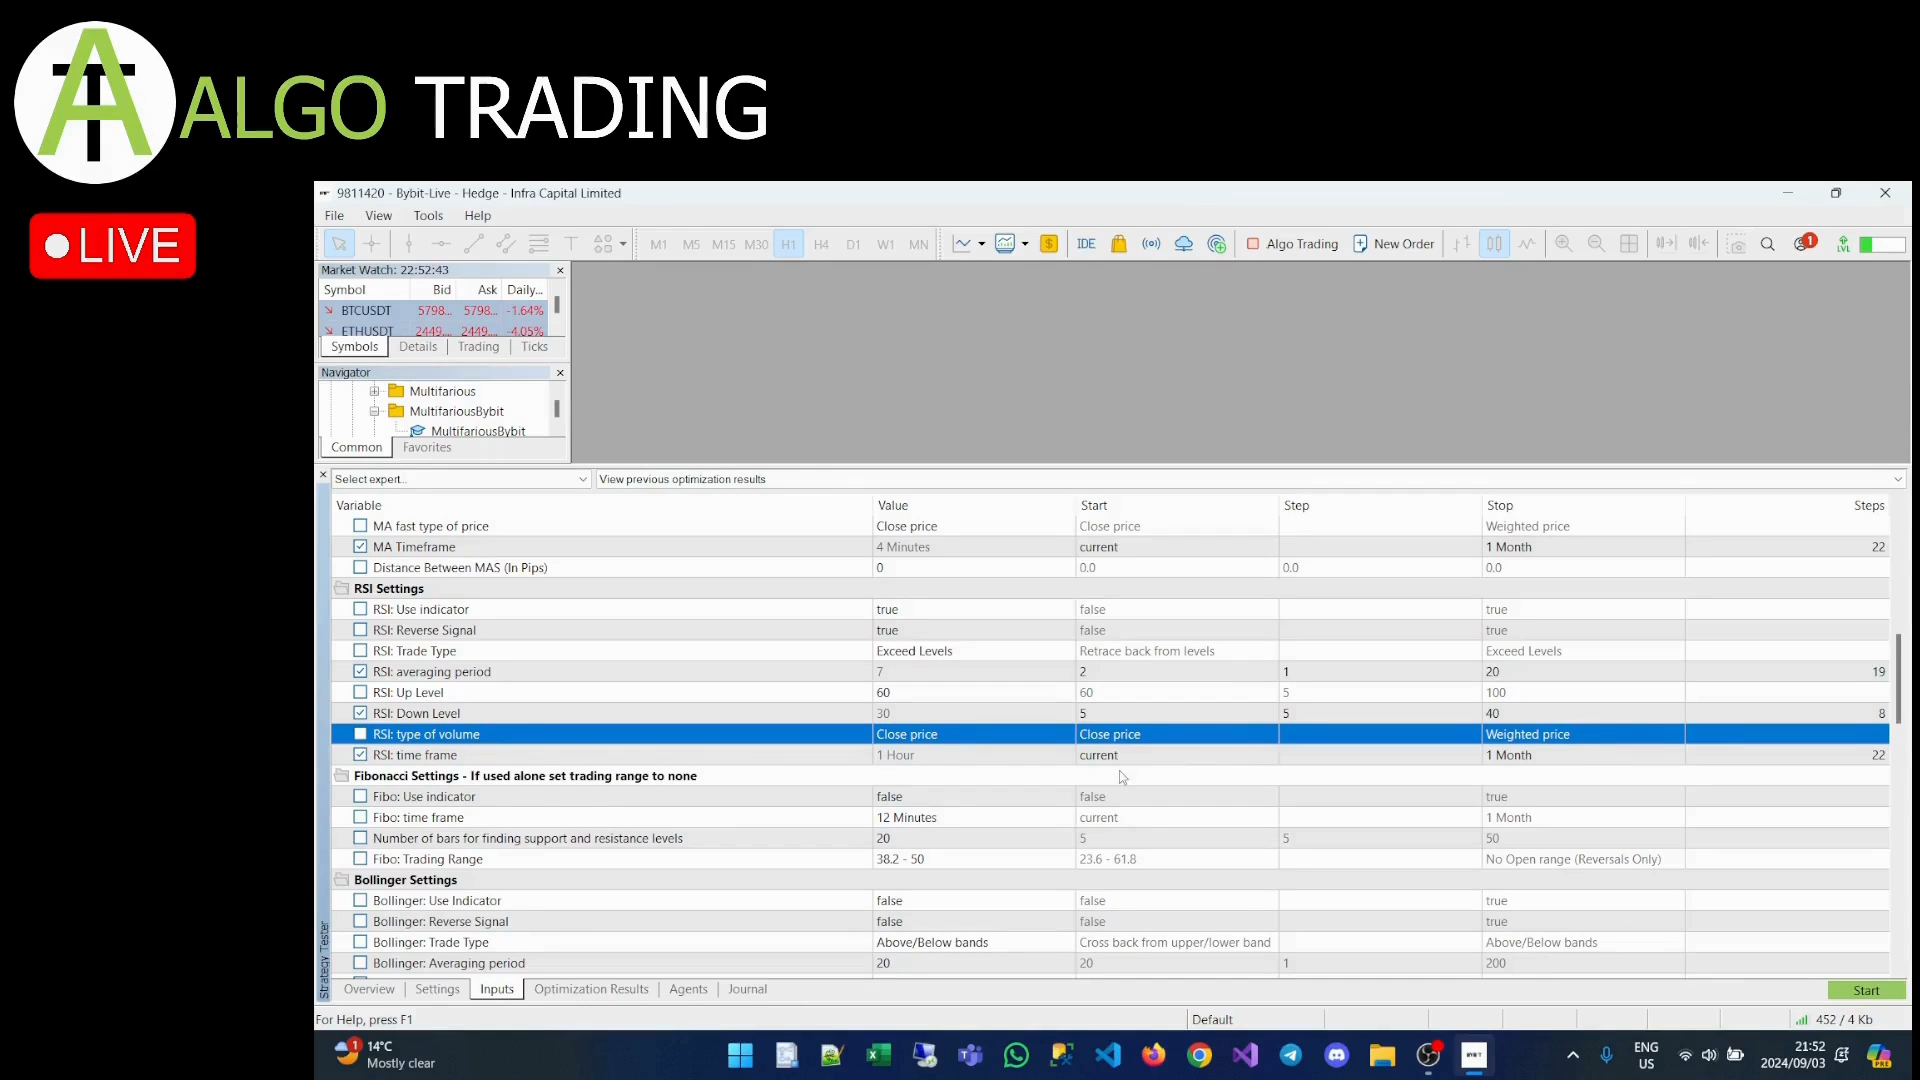 AT ALGO TRADING
LIVE
9811420 - Bybit-Live - Hedge - Infra Capital Limited
File View Tools Help
M1 M5 M15 M30 H1 H4 D1 W1 MN IDE Algo Trading New Order 1 LVL
Market Watch: 22:52:43
Symbol Bid Ask Daily...
BTCUSDT 5798... 5798... -1.64%
ETHUSDT 2449.... 2449.... -4.05%
Symbols Details Trading Ticks
Navigator
Multifarious
MultifariousBybit
MultifariousBybit
Common Favorites
Select expert... View previous optimization results
Variable Value Start Step Stop Steps
MA fast type of price Close price Close price Weighted price
MA Timeframe 4 Minutes current 1 Month 22
Distance Between MAS (In Pips) 0 0.0 0.0 0.0
RSI Settings
RSI: Use indicator true false true
RSI: Reverse Signal true false true
RSI: Trade Type Exceed Levels Retrace back from levels Exceed Levels
RSI: averaging period 7 2 1 20 19
RSI: Up Level 60 60 5 100
RSI: Down Level 30 5 5 40 8
RSI: type of volume Close price Close price Weighted price
RSI: time frame 1 Hour current 1 Month 22
Fibonacci Settings - If used alone set trading range to none
Fibo: Use indicator false false true
Fibo: time frame 12 Minutes current 1 Month
Number of bars for finding support and resistance levels 20 5 5 50
Fibo: Trading Range 38.2 - 50 23.6 - 61.8 No Open range (Reversals Only)
Bollinger Settings
Bollinger: Use Indicator false false true
Bollinger: Reverse Signal false false true
Bollinger: Trade Type Above/Below bands Cross back from upper/lower band Above/Below bands
Bollinger: Averaging period 20 20 1 200
Strategy Tester
Overview Settings Inputs Optimization Results Agents Journal Start
For Help, press F1 Default 452 / 4 Kb
1 14°C
Mostly clear
ENG
US
21:52
2024/09/03
PRE